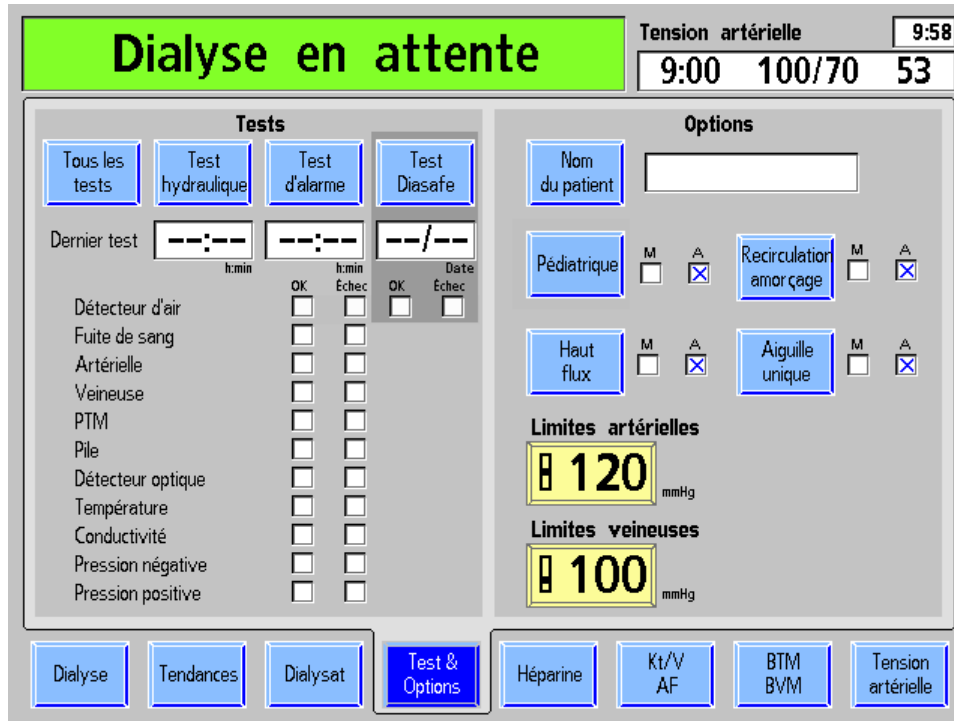 Dialyse en attente
Tension artérielle
9:58
9:00 100/70 53
Tests
Tous les
tests
Test
hydraulique
Test
d'alarme
Test
Diasafe
Dernier test
--:--
--:--
--/--
h:min
h:min
Date
OK Échec OK Échec
Détecteur d'air
Fuite de sang
Artérielle
Veineuse
PTM
Pile
Détecteur optique
Température
Conductivité
Pression négative
Pression positive
Options
Nom
du patient
Pédiatrique
M A
Recirculation
amorçage
M A
Haut
flux
M A
Aiguille
unique
M A
Limites artérielles
120
mmHg
Limites veineuses
100
mmHg
Dialyse
Tendances
Dialysat
Test &
Options
Héparine
Kt/V
AF
BTM
BVM
Tension
artérielle